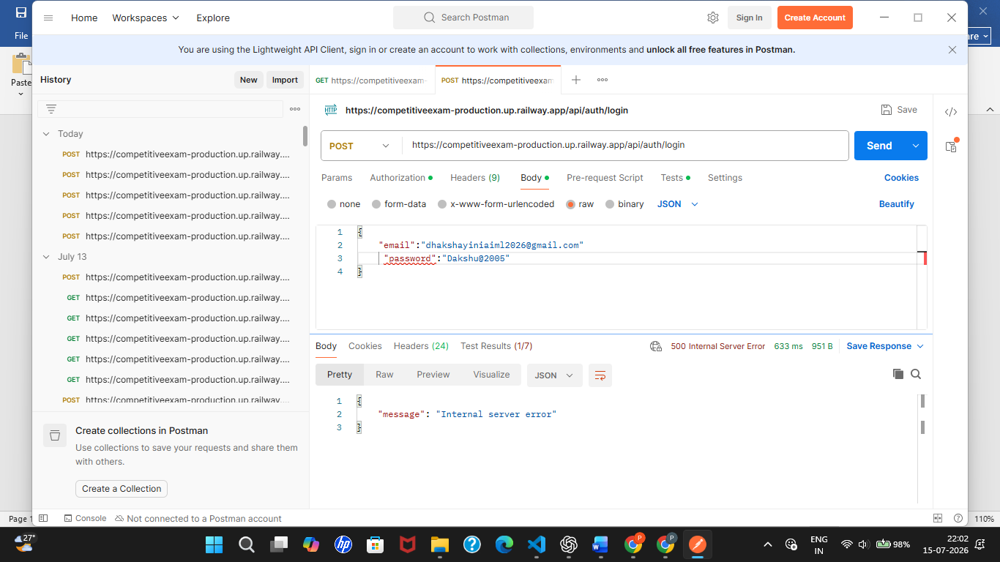 File
Paste
Page 1
Home Workspaces Explore
Search Postman
Sign In
Create Account
are
You are using the Lightweight API Client, sign in or create an account to work with collections, environments and unlock all free features in Postman.
History
New
Import
GET https://competitiveexam-
POST https://competitiveexam
Today
POST https://competitiveexam-production.up.railway....
POST https://competitiveexam-production.up.railway....
POST https://competitiveexam-production.up.railway....
POST https://competitiveexam-production.up.railway....
POST https://competitiveexam-production.up.railway....
July 13
POST https://competitiveexam-production.up.railway....
GET https://competitiveexam-production.up.railway....
GET https://competitiveexam-production.up.railway....
GET https://competitiveexam-production.up.railway....
GET https://competitiveexam-production.up.railway....
GET https://competitiveexam-production.up.railway....
POST https://competitiveexam-production.up.railway....
Create collections in Postman
Use collections to save your requests and share them
with others.
Create a Collection
HTTP https://competitiveexam-production.up.railway.app/api/auth/login
Save
POST https://competitiveexam-production.up.railway.app/api/auth/login
Send
Params Authorization Headers (9) Body Pre-request Script Tests Settings Cookies
none form-data x-www-form-urlencoded raw binary JSON Beautify
1 {
2 "email":"dhakshayiniaiml2026@gmail.com"
3 "password":"Dakshu@2005"
4 }
Body Cookies Headers (24) Test Results (1/7) 500 Internal Server Error 633 ms 951 B Save Response
Pretty Raw Preview Visualize JSON
1 {
2 "message": "Internal server error"
3 }
Console Not connected to a Postman account
110%
27°
hp
P
P
ENG
IN
98%
22:02
15-07-2026